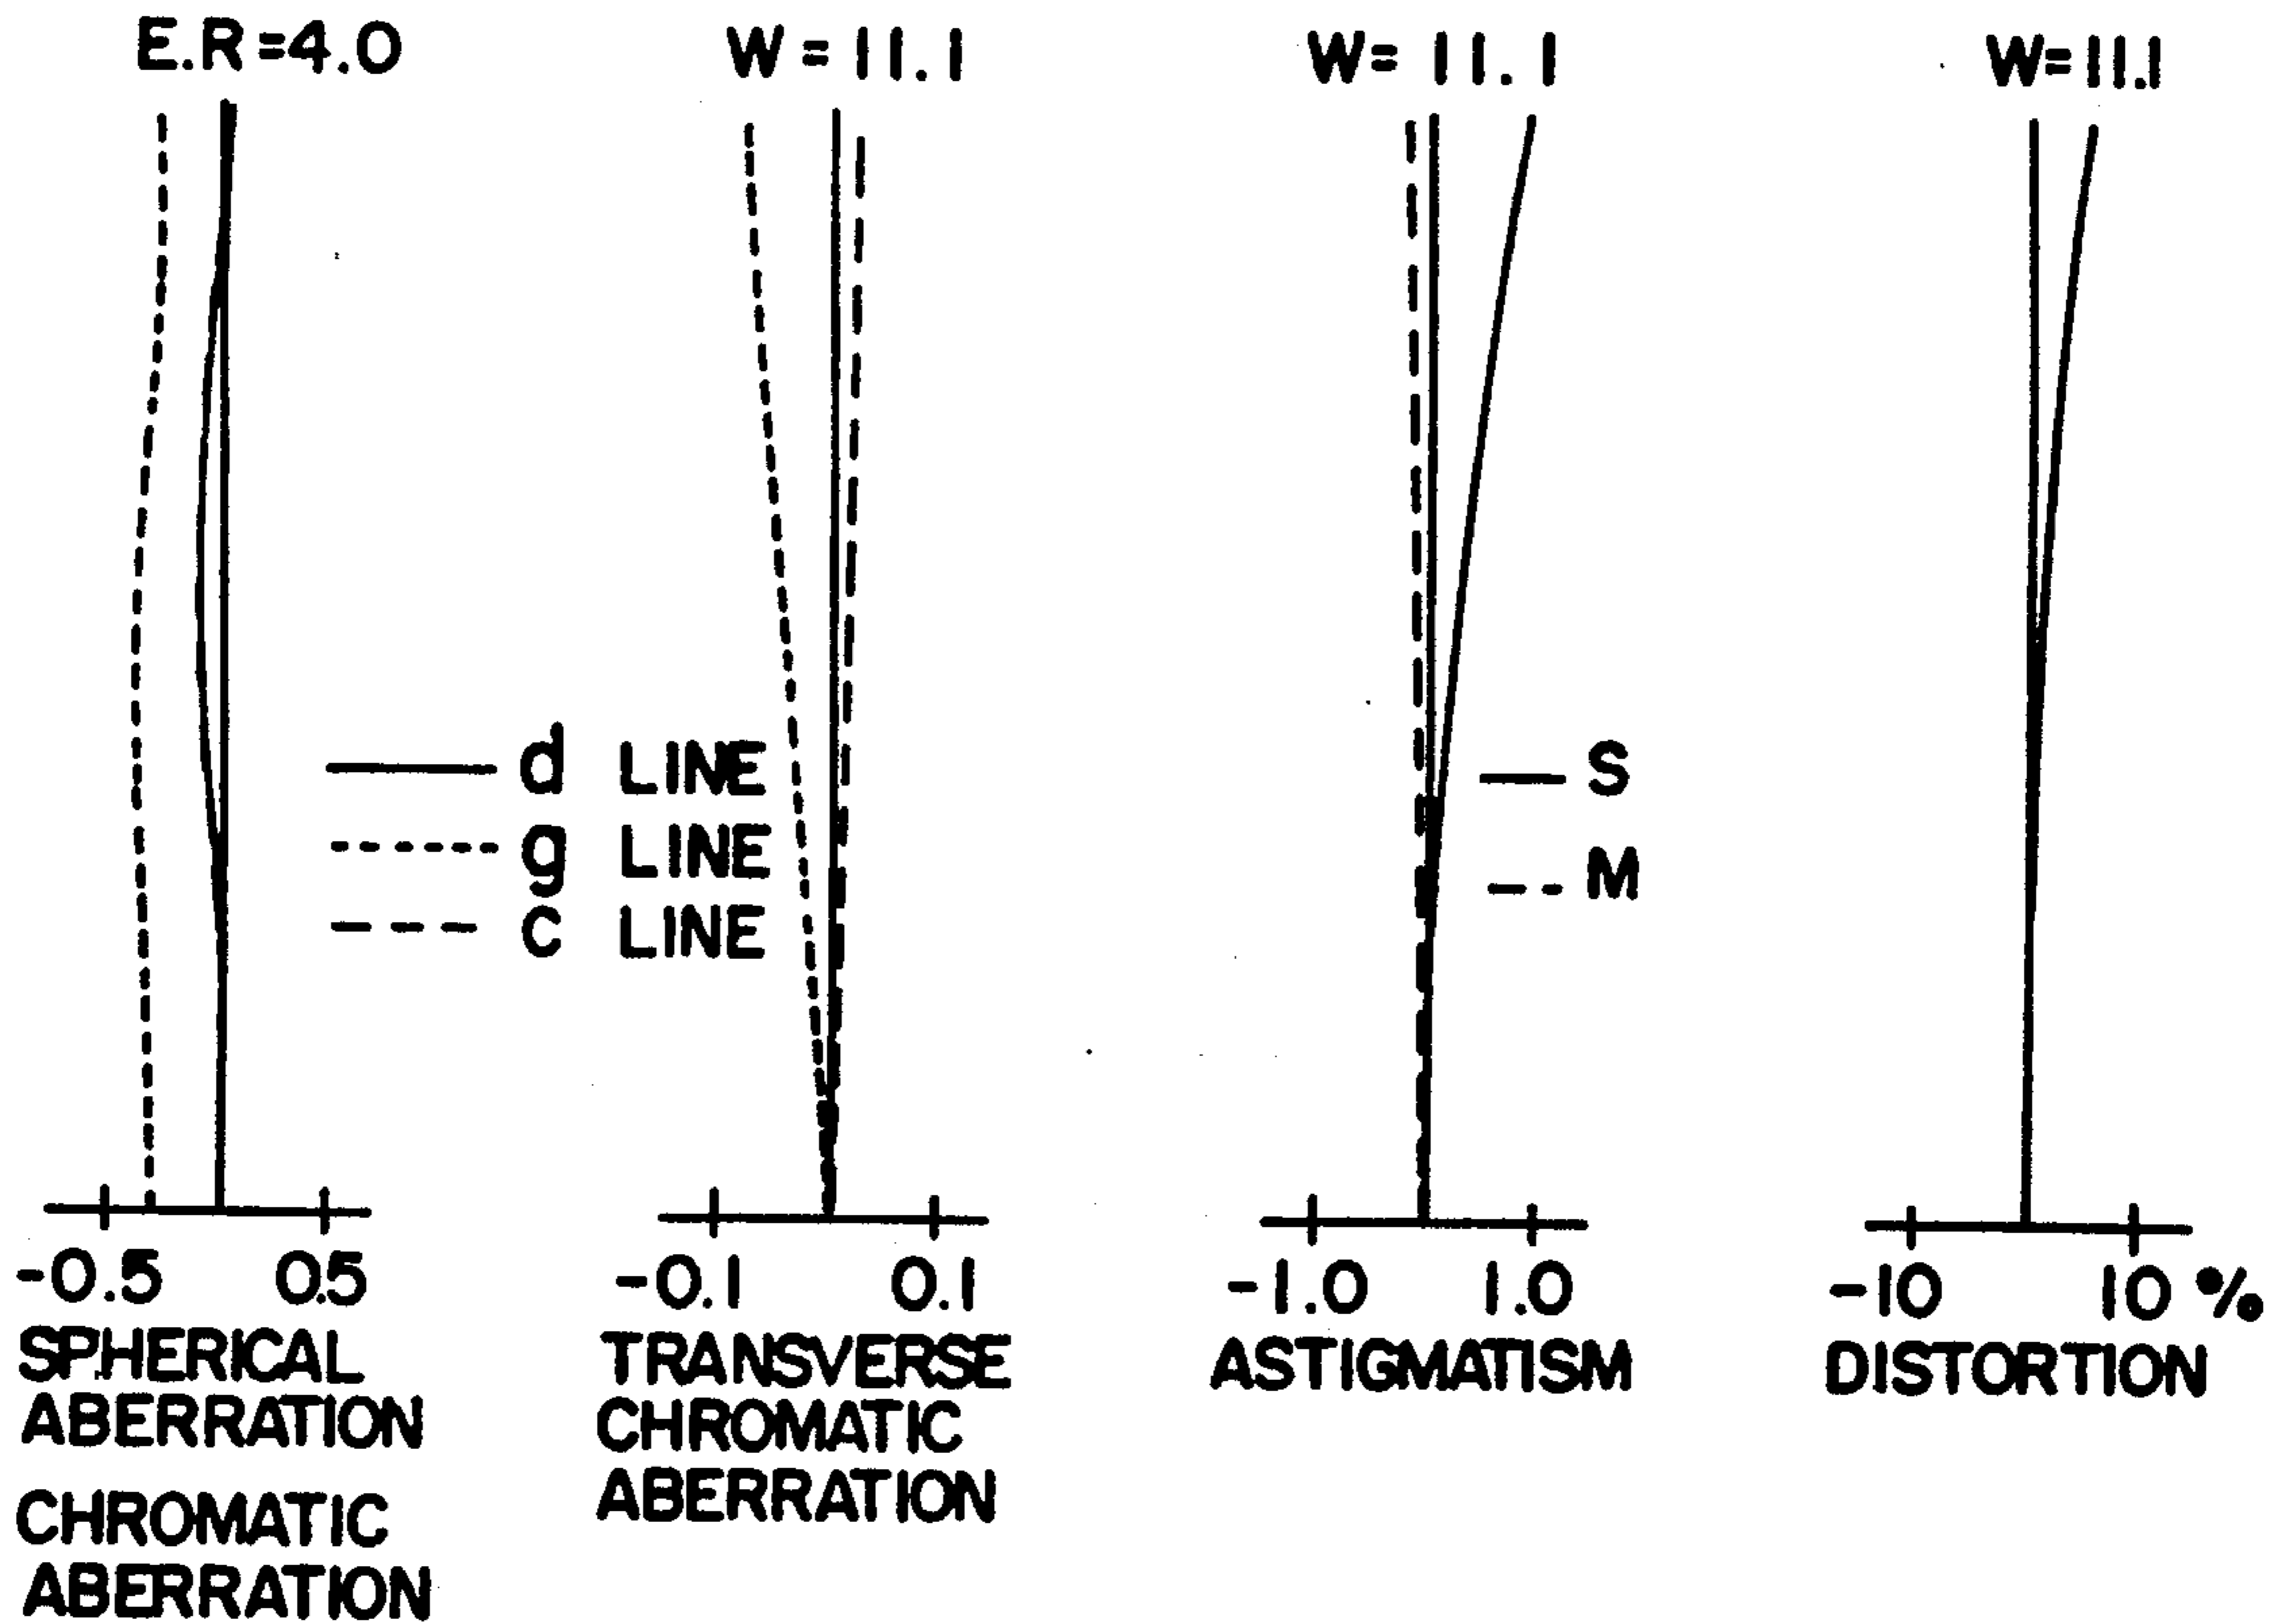 E.R=4.0
W=11.1
W=11.1
W=11.1
d LINE
g LINE
c LINE
S
M
-0.5 0.5
-0.1 0.1
-1.0 1.0
-10 10 %
SPHERICAL
ABERRATION
CHROMATIC
ABERRATION
TRANSVERSE
CHROMATIC
ABERRATION
ASTIGMATISM
DISTORTION